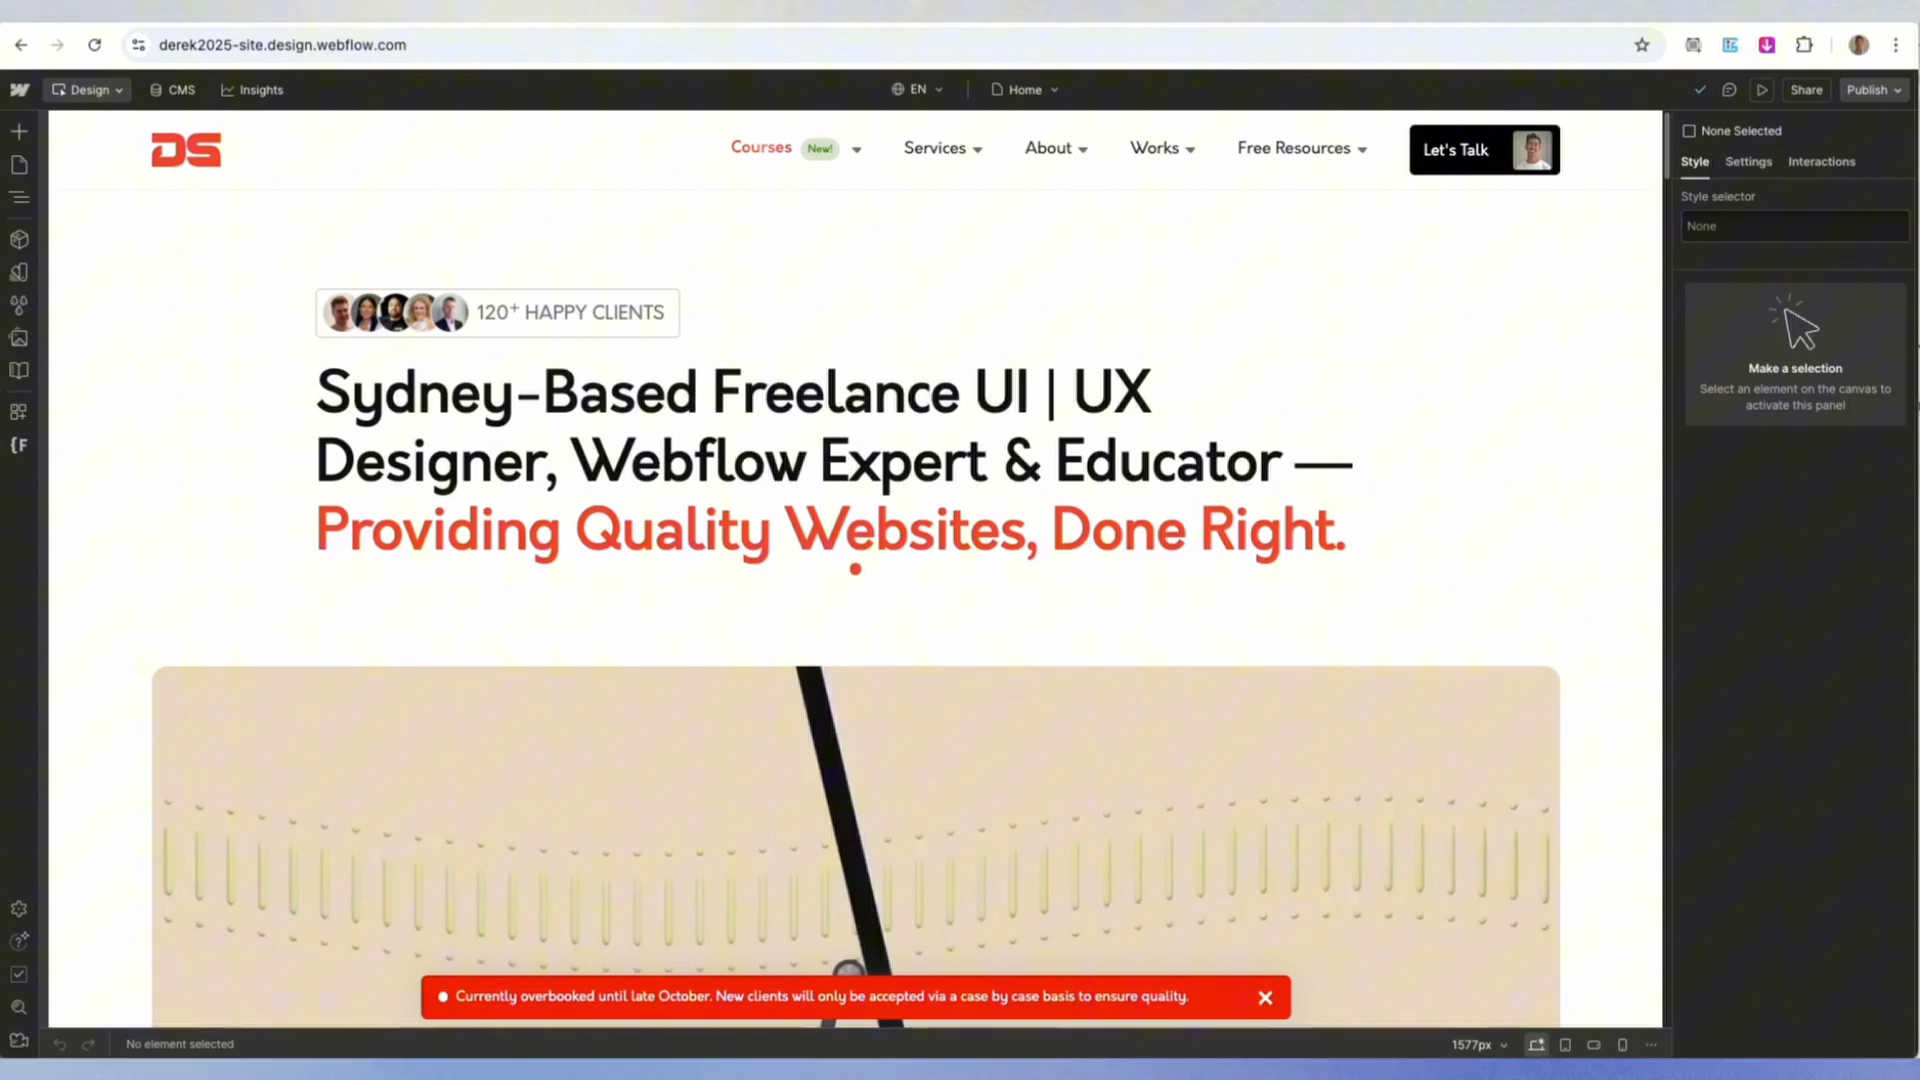 derek2025-site.design.webflow.com
Design
CMS
Insights
EN
Home
Share
Publish
DS
Courses
New!
Services
About
Works
Free Resources
Let's Talk
None Selected
Style
Settings
Interactions
Style selector
None
Make a selection
Select an element on the canvas to
activate this panel
120+ HAPPY CLIENTS
Sydney-Based Freelance UI | UX
Designer, Webflow Expert & Educator —
Providing Quality Websites, Done Right.
Currently overbooked until late October. New clients will only be accepted via a case by case basis to ensure quality.
No element selected
1577px